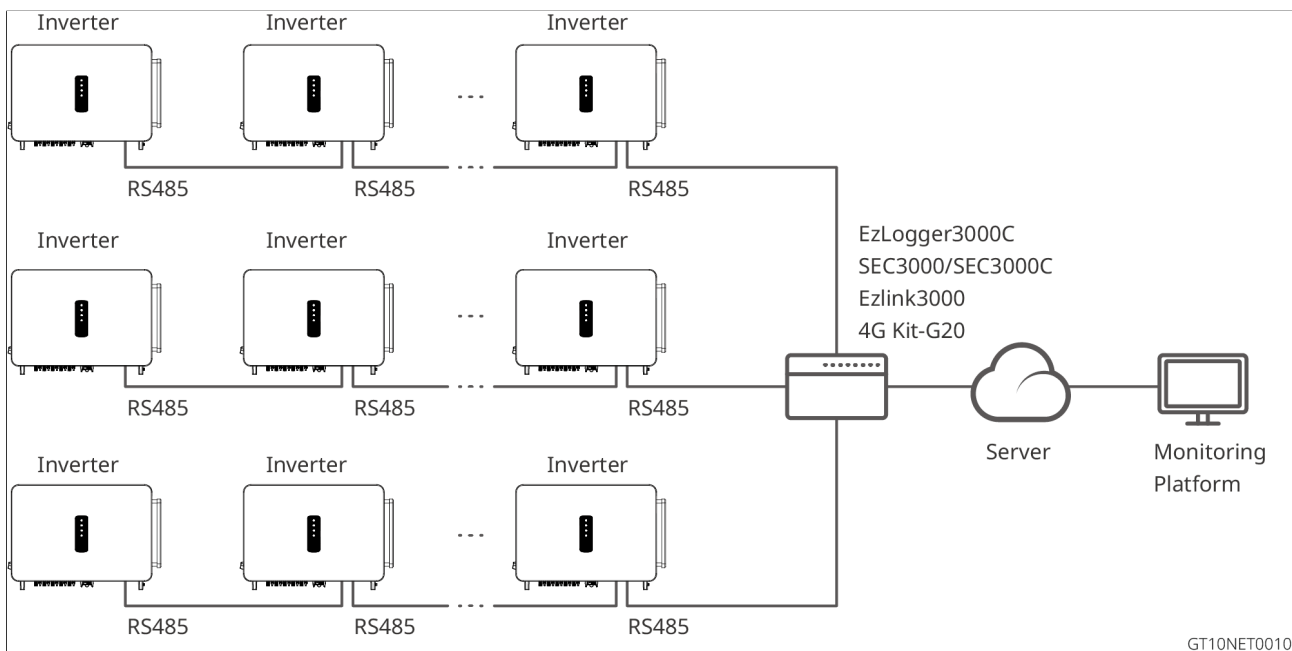 Inverter
Inverter
Inverter
RS485
RS485
RS485
Inverter
Inverter
Inverter
RS485
RS485
RS485
Inverter
Inverter
Inverter
RS485
RS485
RS485
EzLogger3000C
SEC3000/SEC3000C
Ezlink3000
4G Kit-G20
Server
Monitoring
Platform
GT10NET0010